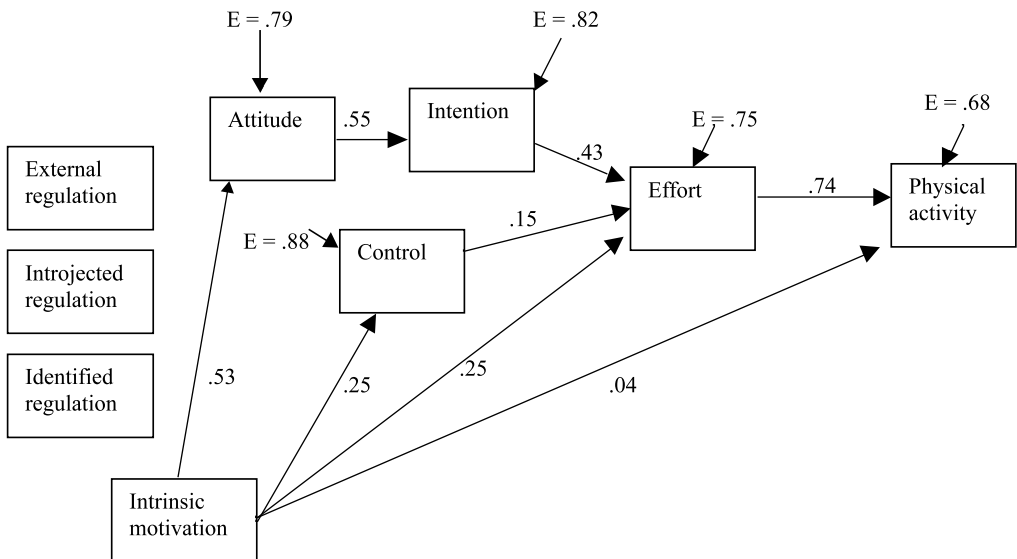 E = .79
E = .82
E = .68
E = .75
Attitude
.55
Intention
.43
External
regulation
Effort
.74
Physical
activity
E = .88
Control
.15
Introjected
regulation
Identified
regulation
.53
.25
.25
.04
Intrinsic
motivation